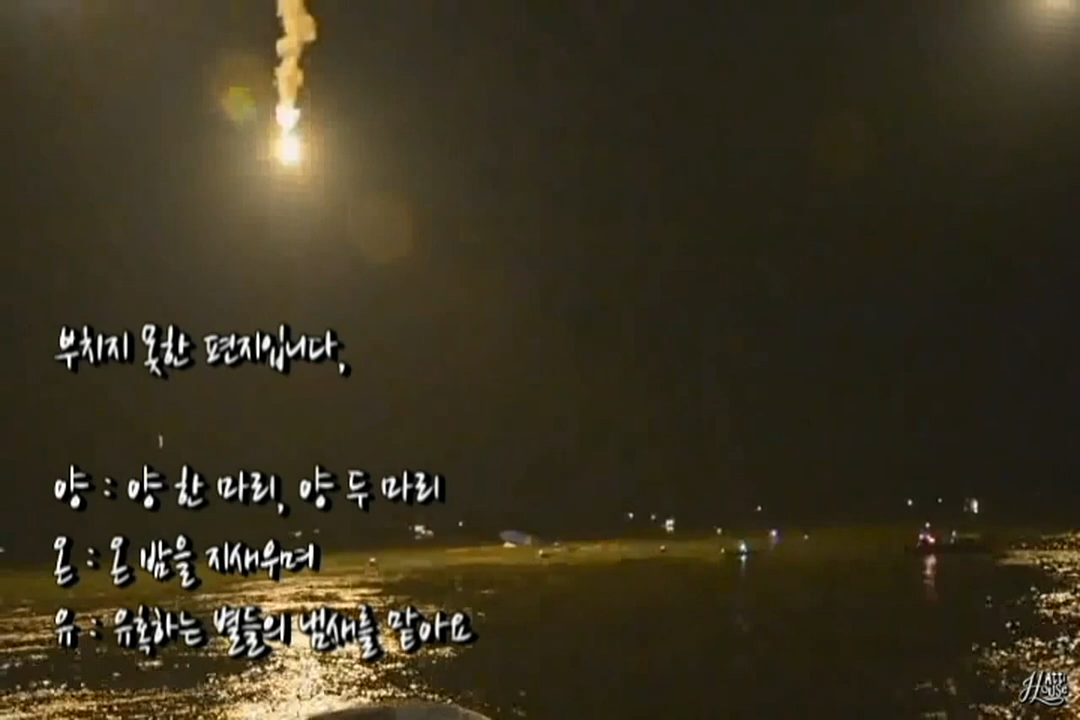 부치지 못한 편지입니다,
양 : 양 한 마리, 양 두 마리
온 : 온 밤을 지새우며
유 : 유혹하는 별들의 냄새를 맡아요
Hatti House